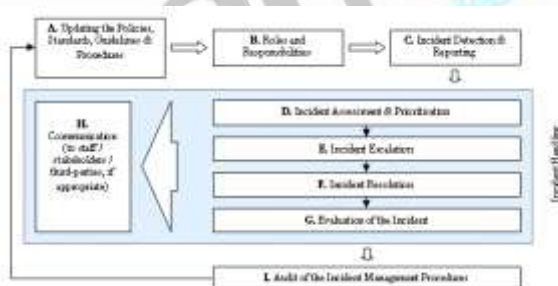 A. Updating the Policies,
Standards, Guidelines &
Procedures
B. Roles and
Responsibilities
C. Incident Detection &
Reporting
D. Incident Assessment & Prioritisation
E. Incident Escalation
F. Incident Resolution
G. Evaluation of the Incident
H.
Communication
(to staff /
stakeholders /
third-parties, if
appropriate)
Incident Handling
I. Audit of the Incident Management Procedures